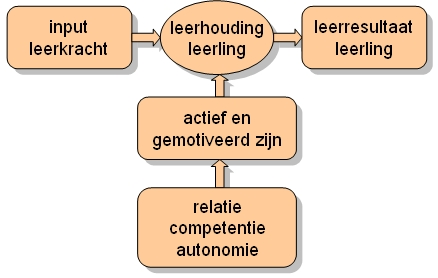 input
leerkracht
leerhouding
leerling
leerresultaat
leerling
actief en
gemotiveerd zijn
relatie
competentie
autonomie